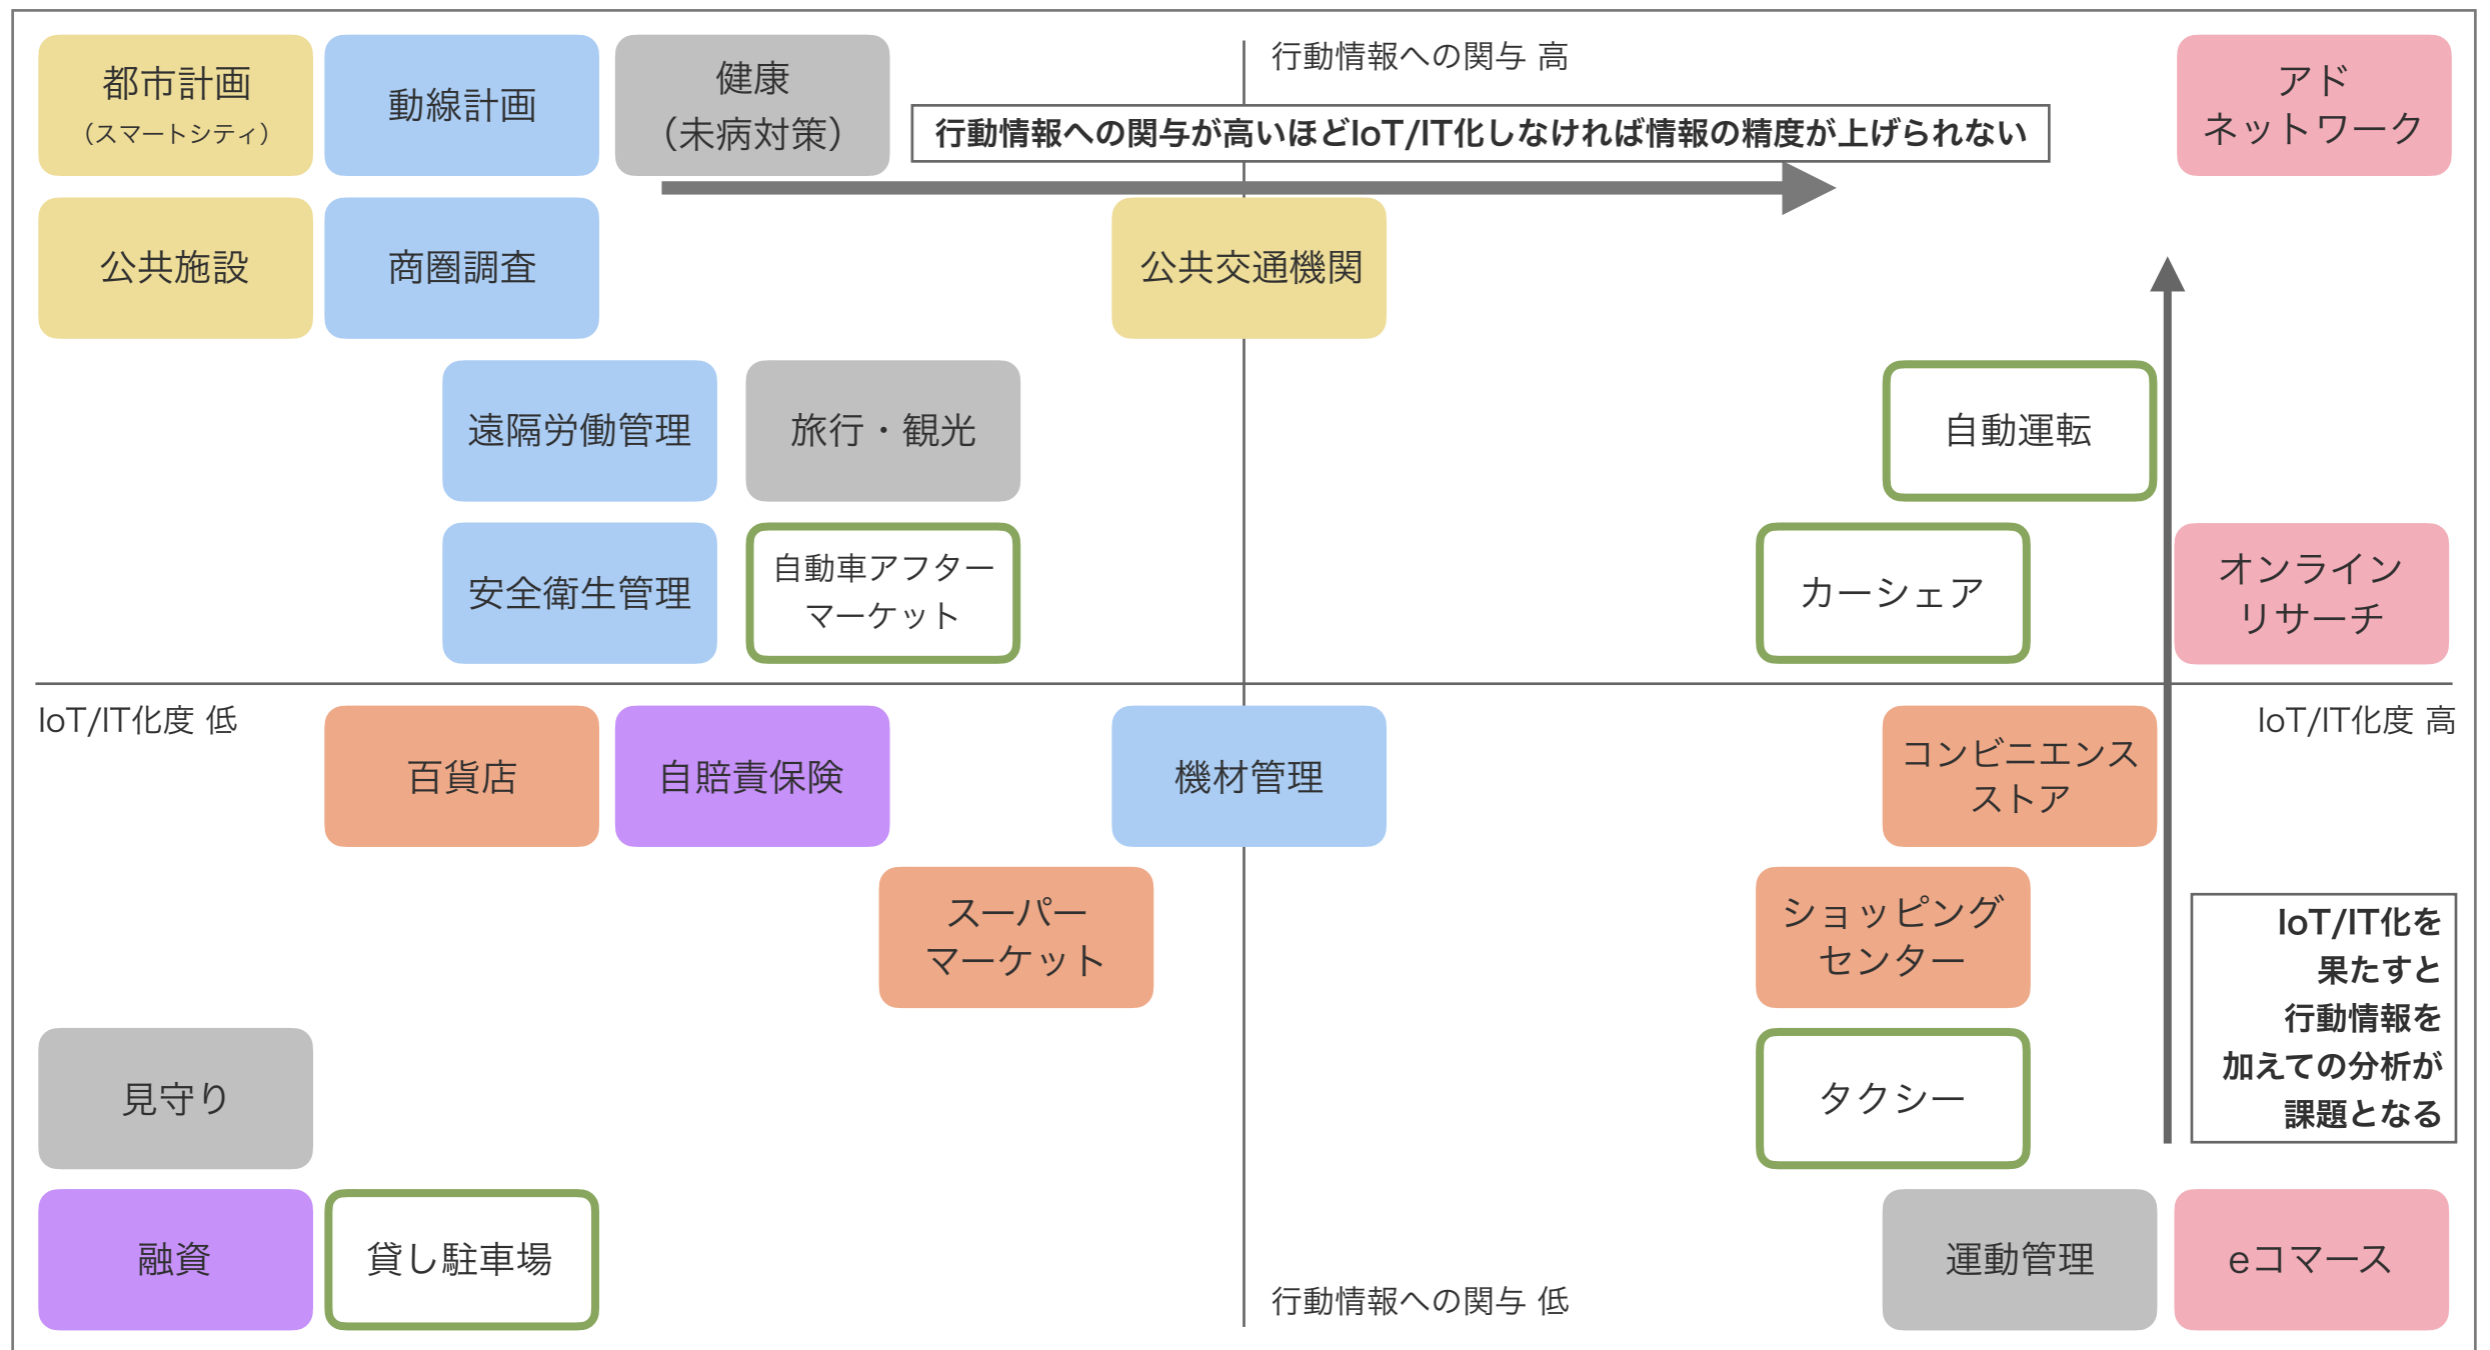 都市計画
（スマートシティ）
動線計画
健康
（未病対策）
行動情報への関与 高
行動情報への関与が高いほどIoT/IT化しなければ情報の精度が上げられない
アド
ネットワーク
公共施設
商圏調査
公共交通機関
遠隔労働管理
旅行・観光
自動運転
安全衛生管理
自動車アフター
マーケット
カーシェア
オンライン
リサーチ
IoT/IT化度 低
IoT/IT化度 高
百貨店
自賠責保険
機材管理
コンビニエンス
ストア
スーパー
マーケット
ショッピング
センター
IoT/IT化を
果たすと
行動情報を
加えての分析が
課題となる
見守り
タクシー
融資
貸し駐車場
行動情報への関与 低
運動管理
eコマース